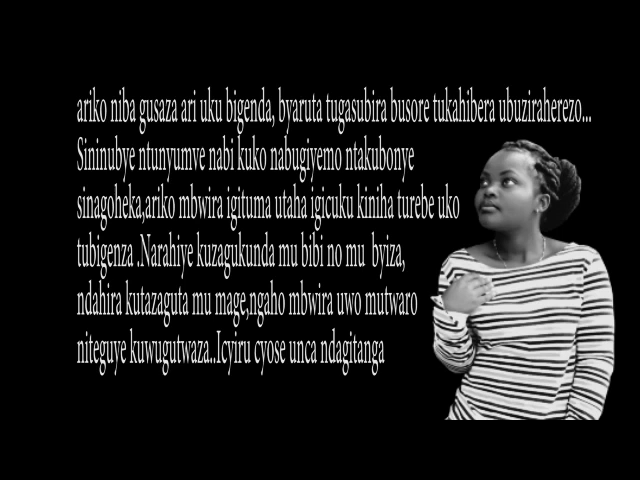 ariko niba gusaza ari uku bigenda, byaruta tugasubira busore tukahibera ubuziraherezo...
Sininubye ntunyumve nabi kuko nabugiyemo ntakubonye
sinagoheka,ariko mbwira igituma utaha igicuku kiniha turebe uko
tubigenza .Narahiye kuzagukunda mu bibi no mu byiza,
ndahira kutazaguta mu mage,ngaho mbwira uwo mutwaro
niteguye kuwugutwaza..Icyiru cyose unca ndagitanga